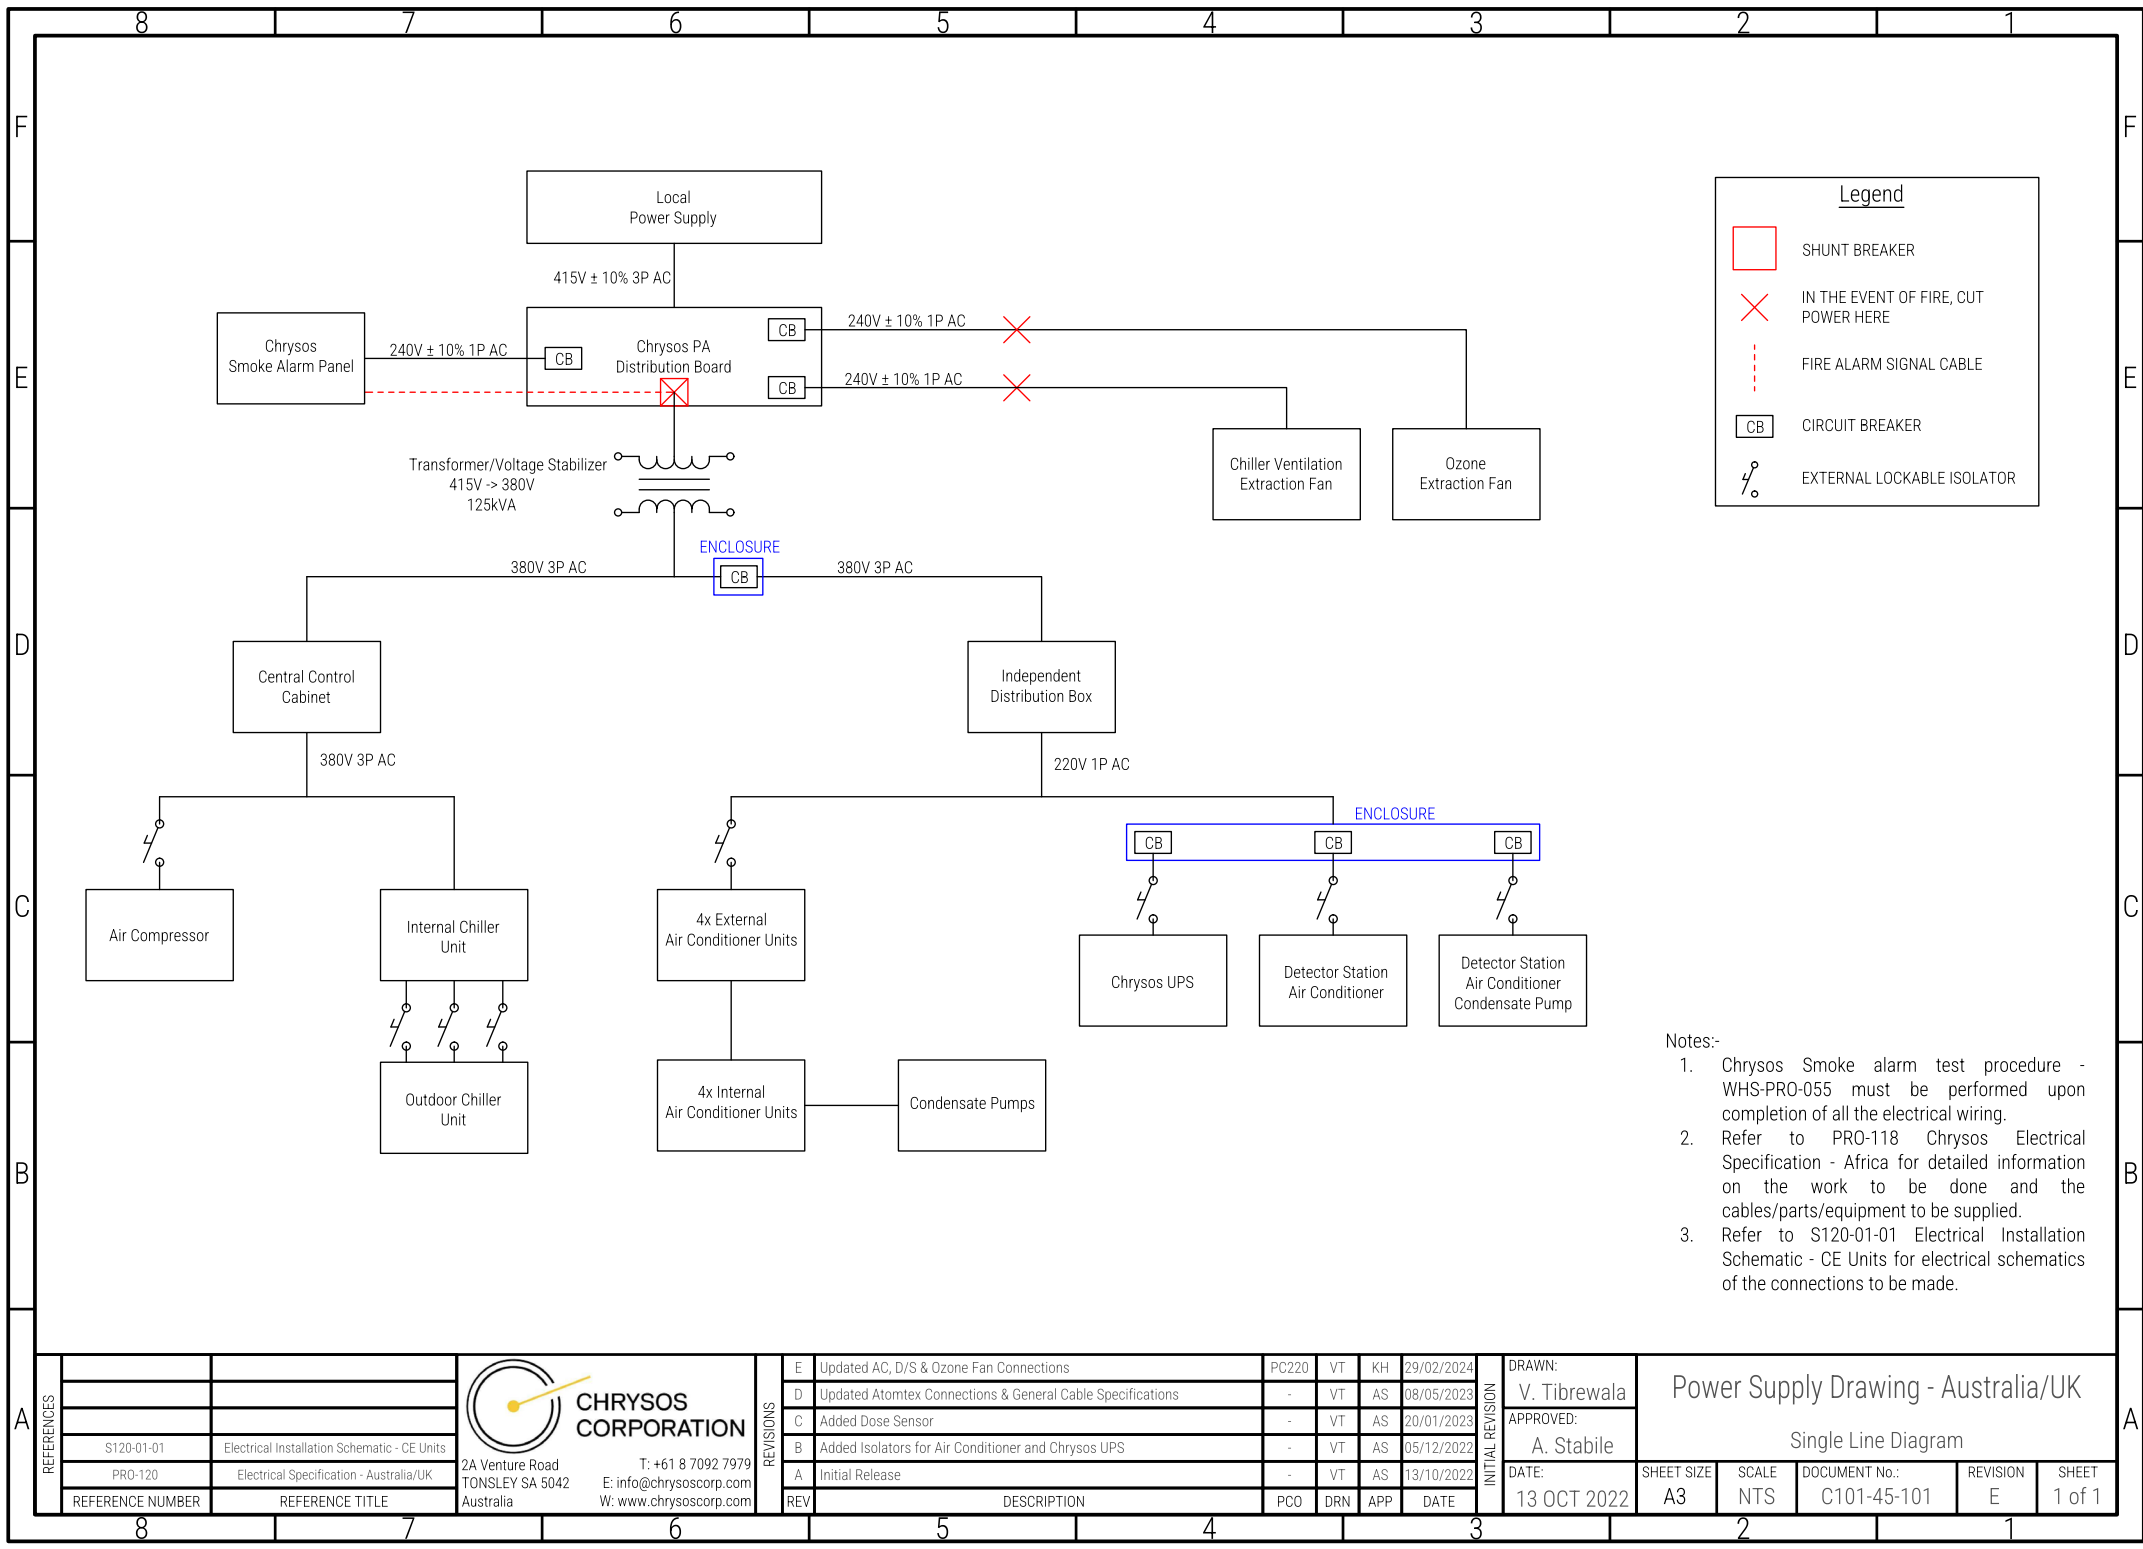 8 7 6 5 4 3 2 1
F F
E E
D D
C C
B B
A A
Local
Power Supply
415V ± 10% 3P AC
Chrysos
Smoke Alarm Panel
240V ± 10% 1P AC
CB
Chrysos PA
Distribution Board
CB
240V ± 10% 1P AC
CB
240V ± 10% 1P AC
Chiller Ventilation
Extraction Fan
Ozone
Extraction Fan
Legend
SHUNT BREAKER
IN THE EVENT OF FIRE, CUT
POWER HERE
FIRE ALARM SIGNAL CABLE
CB CIRCUIT BREAKER
EXTERNAL LOCKABLE ISOLATOR
Transformer/Voltage Stabilizer
415V -> 380V
125kVA
ENCLOSURE
380V 3P AC
CB
380V 3P AC
Central Control
Cabinet
Independent
Distribution Box
380V 3P AC
220V 1P AC
ENCLOSURE
CB CB CB
Air Compressor
Internal Chiller
Unit
4x External
Air Conditioner Units
Chrysos UPS
Detector Station
Air Conditioner
Detector Station
Air Conditioner
Condensate Pump
Outdoor Chiller
Unit
4x Internal
Air Conditioner Units
Condensate Pumps
Notes:-
1. Chrysos Smoke alarm test procedure -
WHS-PRO-055 must be performed upon
completion of all the electrical wiring.
2. Refer to PRO-118 Chrysos Electrical
Specification - Africa for detailed information
on the work to be done and the
cables/parts/equipment to be supplied.
3. Refer to S120-01-01 Electrical Installation
Schematic - CE Units for electrical schematics
of the connections to be made.
REFERENCES
S120-01-01 Electrical Installation Schematic - CE Units
PRO-120 Electrical Specification - Australia/UK
REFERENCE NUMBER REFERENCE TITLE
CHRYSOS
CORPORATION
2A Venture Road
TONSLEY SA 5042
Australia
T: +61 8 7092 7979
E: info@chrysoscorp.com
W: www.chrysoscorp.com
REVISIONS
E Updated AC, D/S & Ozone Fan Connections PC220 VT KH 29/02/2024
D Updated Atomtex Connections & General Cable Specifications - VT AS 08/05/2023
C Added Dose Sensor - VT AS 20/01/2023
B Added Isolators for Air Conditioner and Chrysos UPS - VT AS 05/12/2022
A Initial Release - VT AS 13/10/2022
REV DESCRIPTION PCO DRN APP DATE
INITIAL REVISION
DRAWN:
V. Tibrewala
APPROVED:
A. Stabile
DATE:
13 OCT 2022
Power Supply Drawing - Australia/UK
Single Line Diagram
SHEET SIZE SCALE DOCUMENT No.: REVISION SHEET
A3 NTS C101-45-101 E 1 of 1
8 7 6 5 4 3 2 1